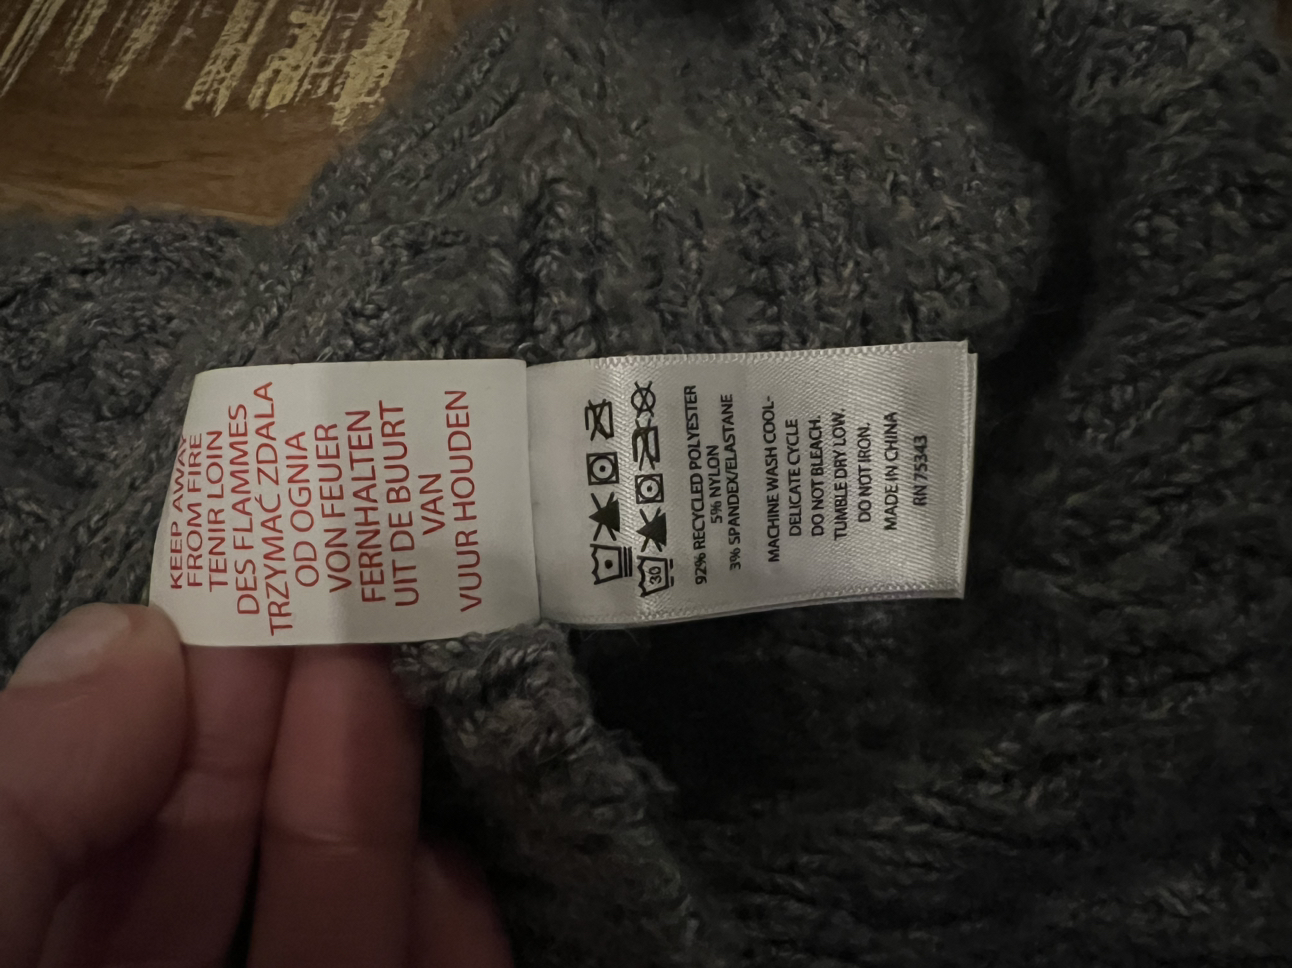 KEEP AWAY
FROM FIRE
TENIR LOIN
DES FLAMMES
TRZYMAĆ ZDALA
OD OGNIA
VON FEUER
FERNHALTEN
UIT DE BUURT
VAN
VUUR HOUDEN
30
92% RECYCLED POLYESTER
5% NYLON
3% SPANDEX/ELASTANE
MACHINE WASH COOL-
DELICATE CYCLE
DO NOT BLEACH.
TUMBLE DRY LOW.
DO NOT IRON.
MADE IN CHINA
RN 75343